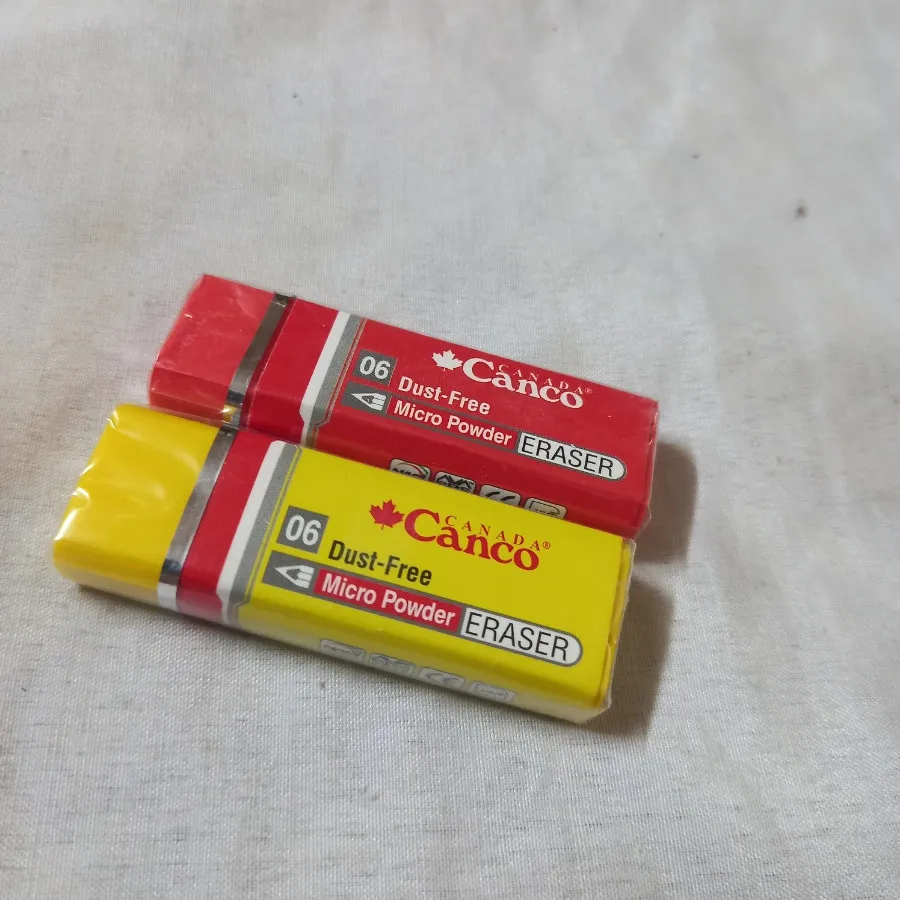 06
CANADA
Canco®
Dust-Free
Micro Powder ERASER
06
CANADA
Canco®
Dust-Free
Micro Powder ERASER